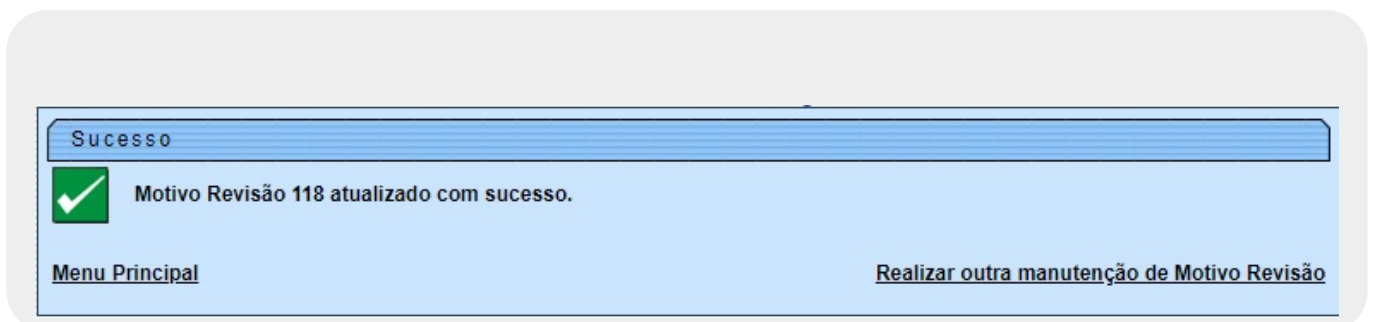 Sucesso
Motivo Revisão 118 atualizado com sucesso.
Menu Principal
Realizar outra manutenção de Motivo Revisão